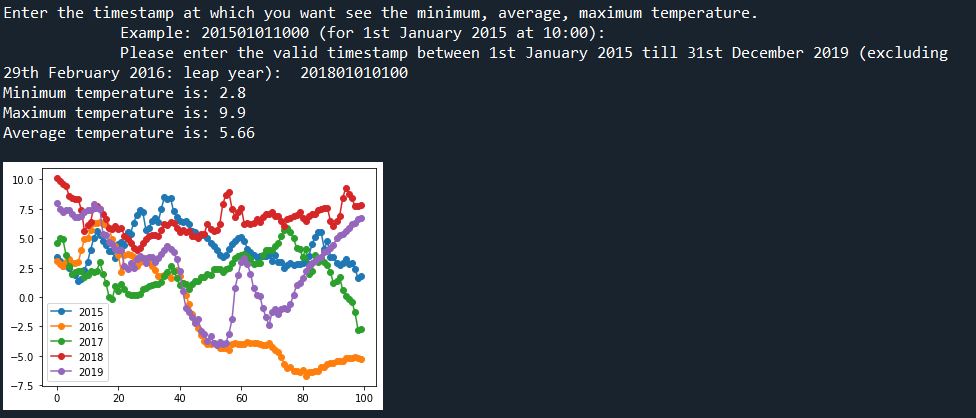 Enter the timestamp at which you want see the minimum, average, maximum temperature.
Example: 201501011000 (for 1st January 2015 at 10:00):
Please enter the valid timestamp between 1st January 2015 till 31st December 2019 (excluding
29th February 2016: leap year):  201801010100
Minimum temperature is: 2.8
Maximum temperature is: 9.9
Average temperature is: 5.66
10.0
7.5
5.0
2.5
0.0
−2.5
−5.0
−7.5
2015
2016
2017
2018
2019
0 20 40 60 80 100